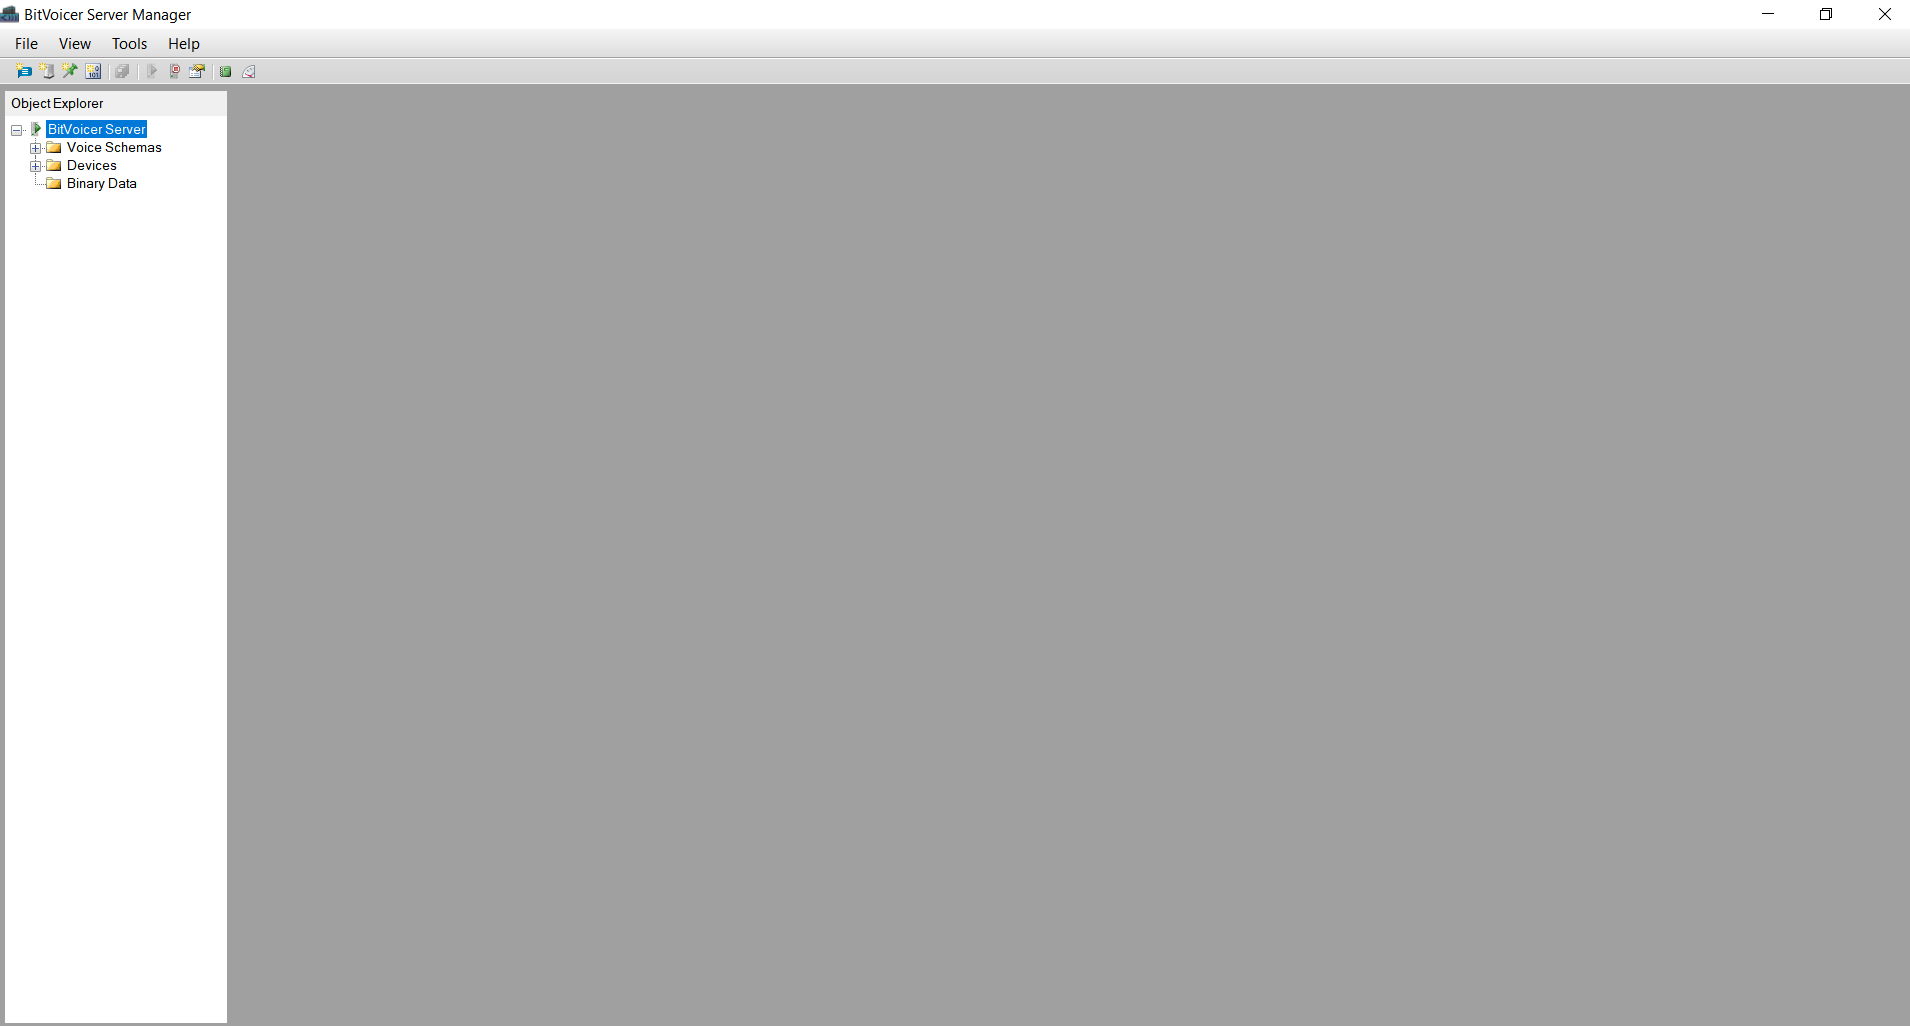 BitVoicer Server Manager
File View Tools Help
Object Explorer
BitVoicer Server
Voice Schemas
Devices
Binary Data